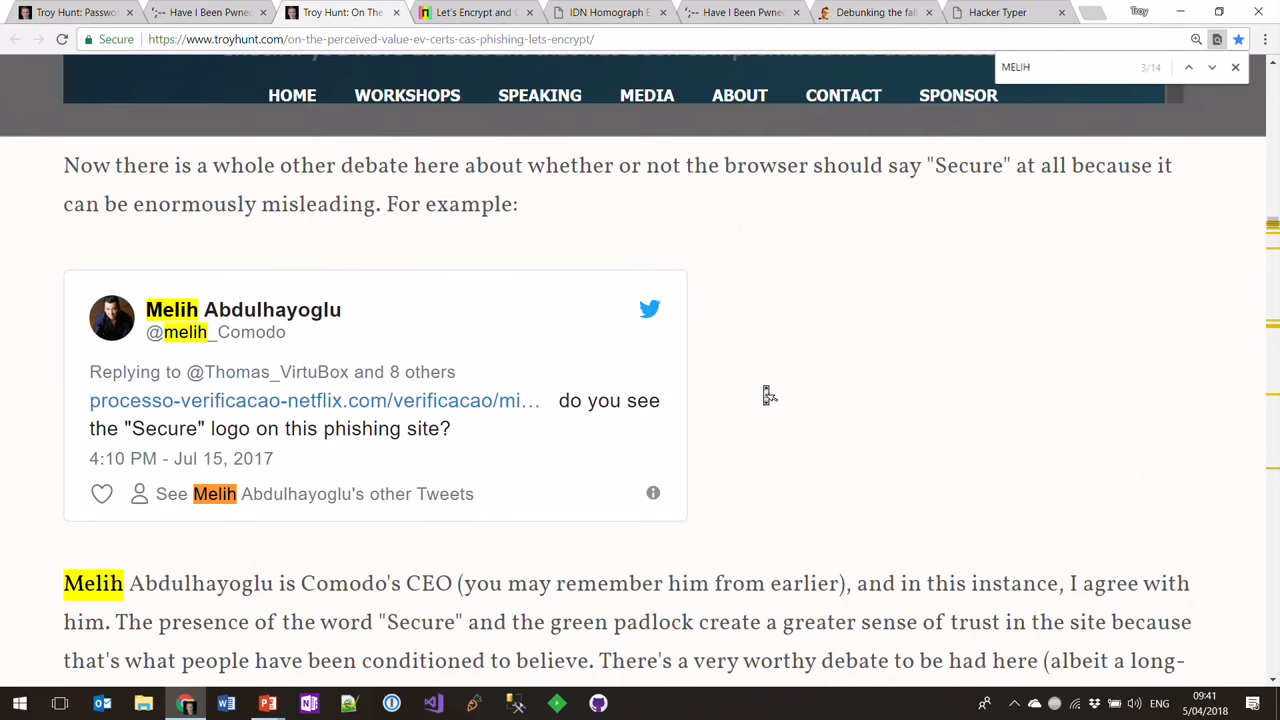 Troy Hunt: Passw
Have I Been Pwne
Troy Hunt: On The
Let's Encrypt and C
IDN Homograph E
Have I Been Pwne
Debunking the fal
Hacker Typer
Troy
Secure
https://www.troyhunt.com/on-the-perceived-value-ev-certs-cas-phishing-lets-encrypt/
MELIH 3/14
HOME WORKSHOPS SPEAKING MEDIA ABOUT CONTACT SPONSOR
Now there is a whole other debate here about whether or not the browser should say "Secure" at all because it
can be enormously misleading. For example:
Melih Abdulhayoglu
@melih_Comodo
Replying to @Thomas_VirtuBox and 8 others
processo-verificacao-netflix.com/verificacao/mi… do you see
the "Secure" logo on this phishing site?
4:10 PM - Jul 15, 2017
See Melih Abdulhayoglu's other Tweets
Melih Abdulhayoglu is Comodo's CEO (you may remember him from earlier), and in this instance, I agree with
him. The presence of the word "Secure" and the green padlock create a greater sense of trust in the site because
that's what people have been conditioned to believe. There's a very worthy debate to be had here (albeit a long-
ENG
09:41
5/04/2018